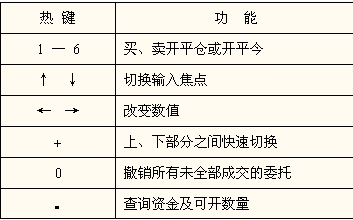 热 键 功 能
1 — 6 买、卖开平仓或开平今
↑ ↓ 切换输入焦点
← → 改变数值
+ 上、下部分之间快速切换
0 撤销所有未全部成交的委托
- 查询资金及可开数量